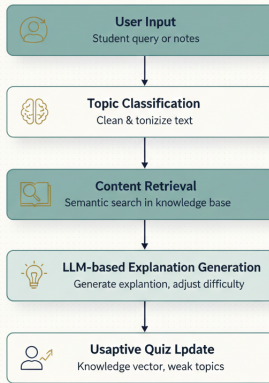 User Input
Student query or notes
Topic Classification
Clean & tonizize text
Content Retrieval
Semantic search in knowledge base
LLM-based Explanation Generation
Generate explantion, adjust difficulty
Usaptive Quiz Lpdate
Knowledge vector, weak topics